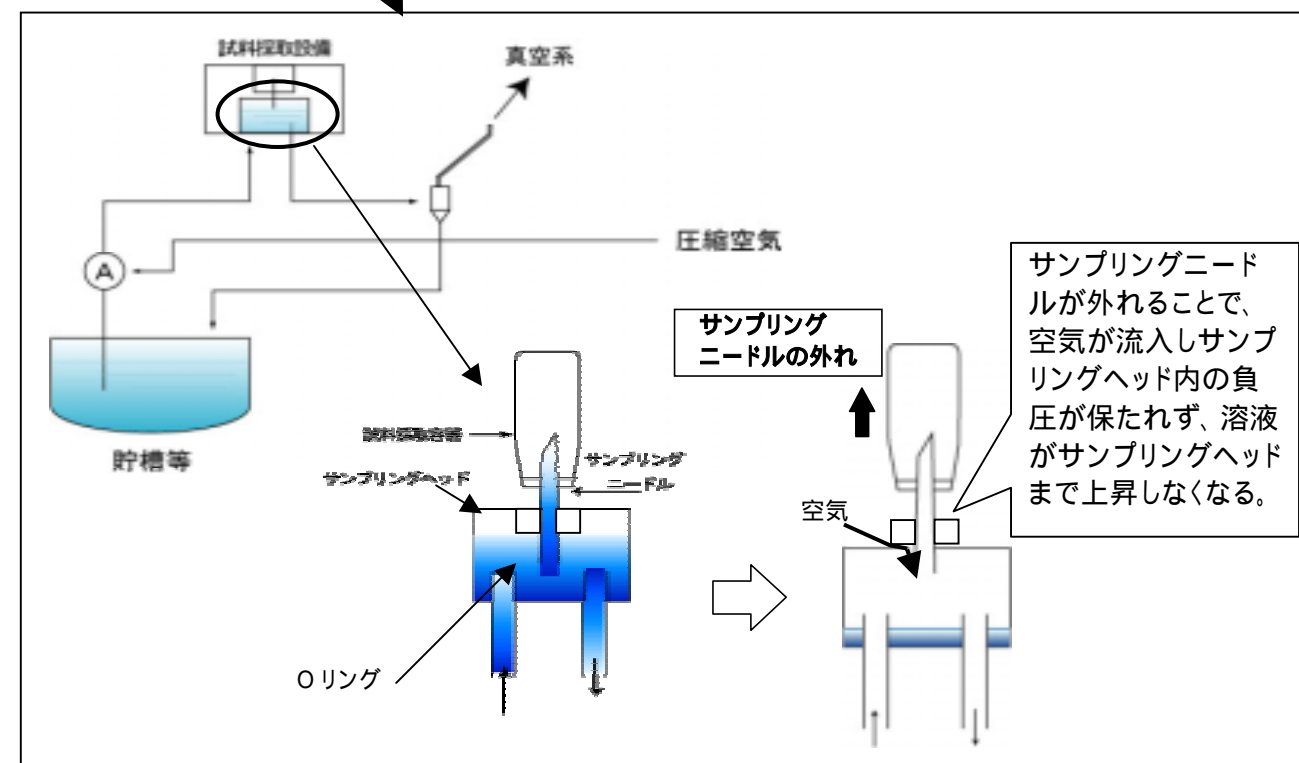 試料採取設備
真空系
圧縮空気
A
貯槽等
試料採取容器
サンプリングヘッド
サンプリング
ニードル
Oリング
サンプリング
ニードルの外れ
空気
サンプリングニード
ルが外れることで、
空気が流入しサンプ
リングヘッド内の負
圧が保たれず、溶液
がサンプリングヘッド
まで上昇しなくなる。